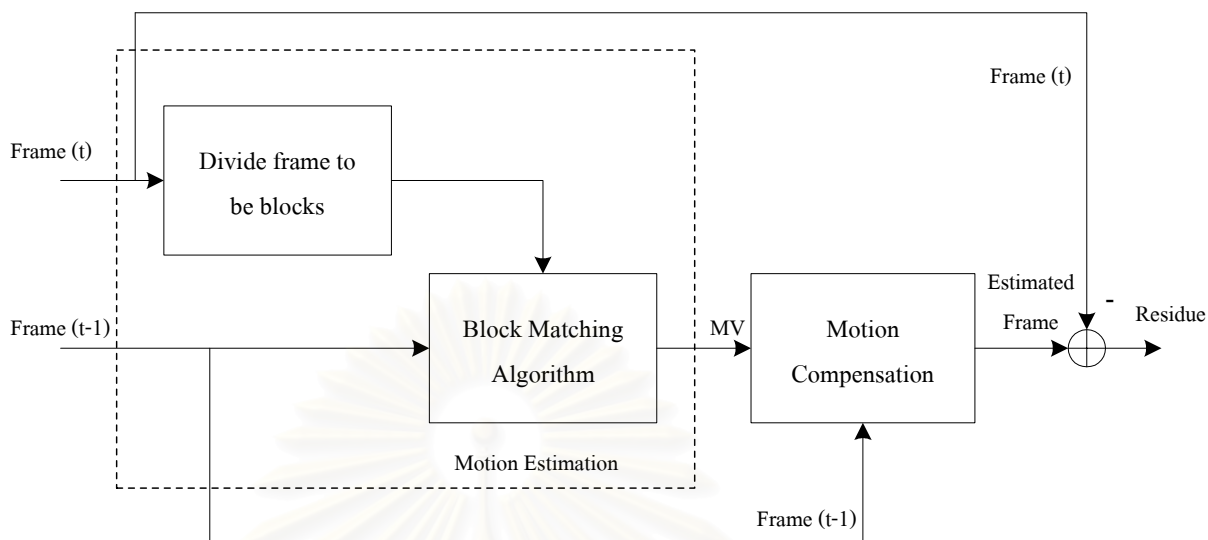 Frame (t)
Frame (t)
Divide frame to
be blocks
Frame (t-1)
Block Matching
Algorithm
MV
Motion
Compensation
Estimated
Frame
-
Residue
Motion Estimation
Frame (t-1)